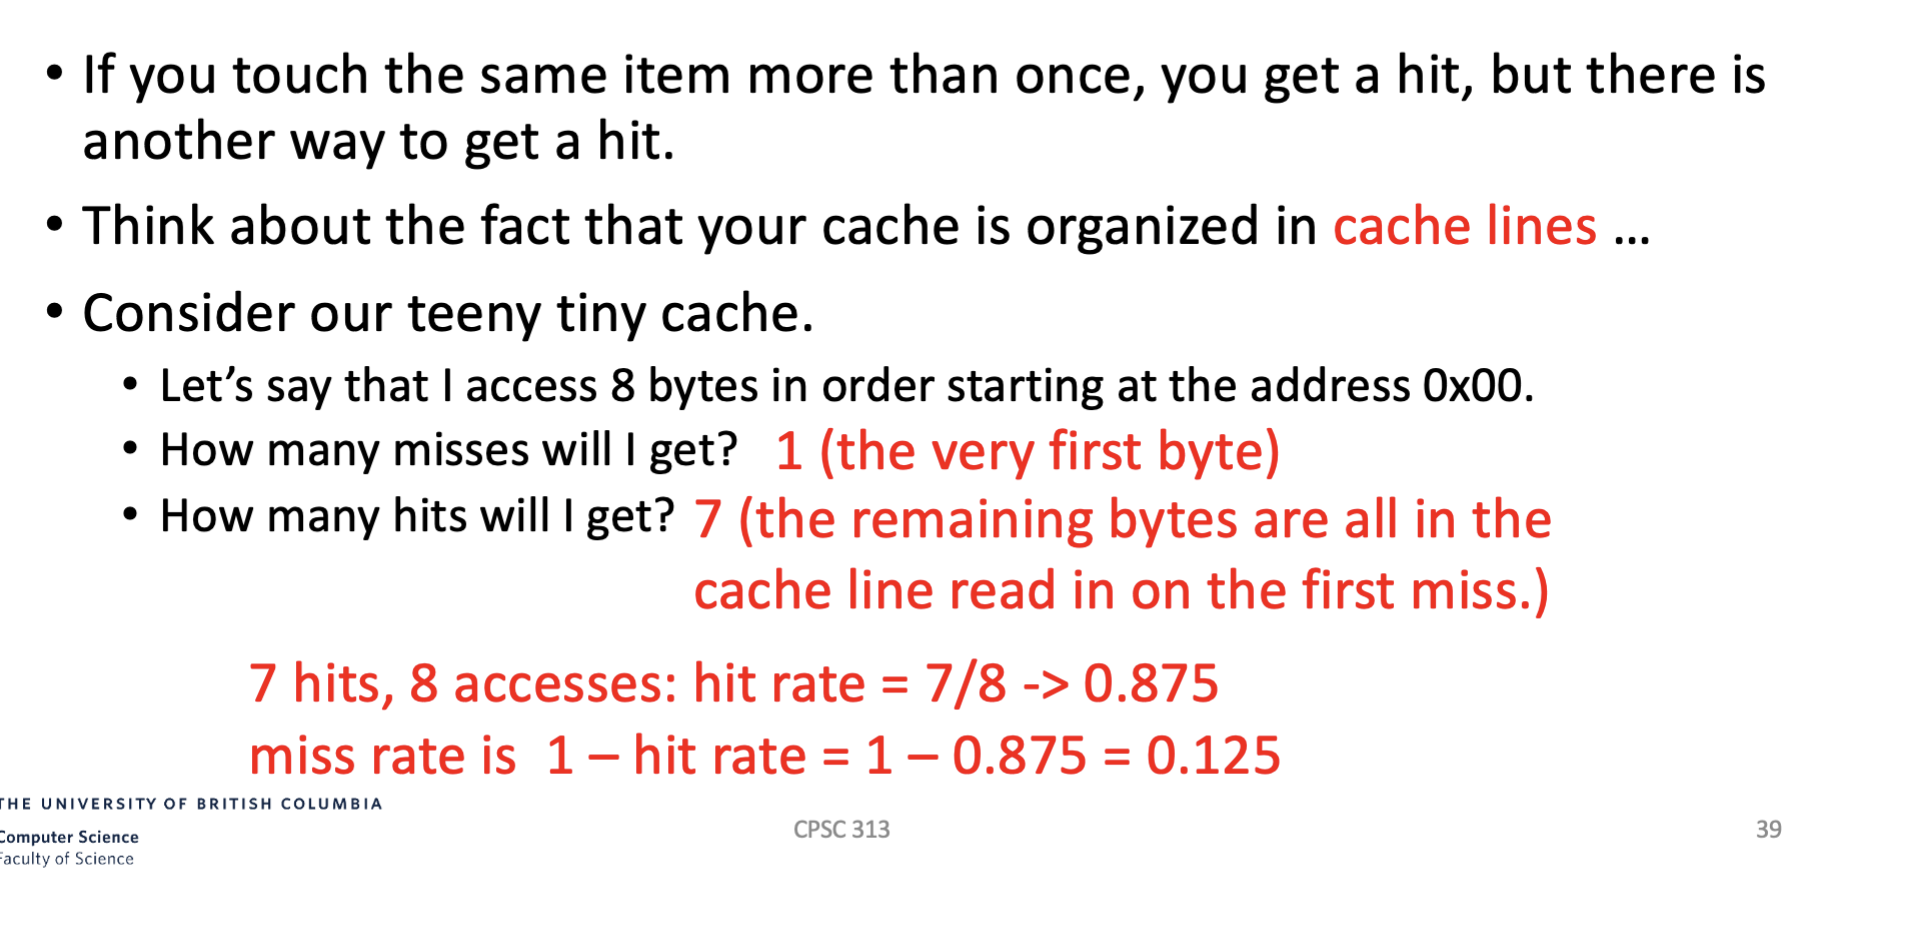 • If you touch the same item more than once, you get a hit, but there is
another way to get a hit.
• Think about the fact that your cache is organized in cache lines ...
• Consider our teeny tiny cache.
• Let’s say that I access 8 bytes in order starting at the address 0x00.
• How many misses will I get? 1 (the very first byte)
• How many hits will I get? 7 (the remaining bytes are all in the
cache line read in on the first miss.)
7 hits, 8 accesses: hit rate = 7/8 -> 0.875
miss rate is 1 – hit rate = 1 – 0.875 = 0.125
THE UNIVERSITY OF BRITISH COLUMBIA
Computer Science
Faculty of Science
CPSC 313
39